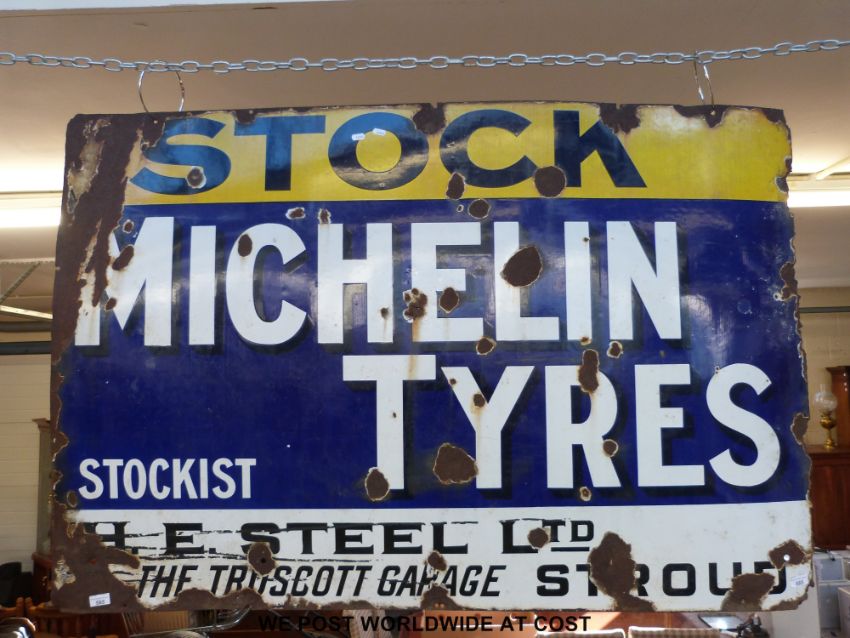 STOCK
MICHELIN
TYRES
STOCKIST
H. E. STEEL LTD
THE TRUSCOTT GARAGE STROUD
WE POST WORLDWIDE AT COST